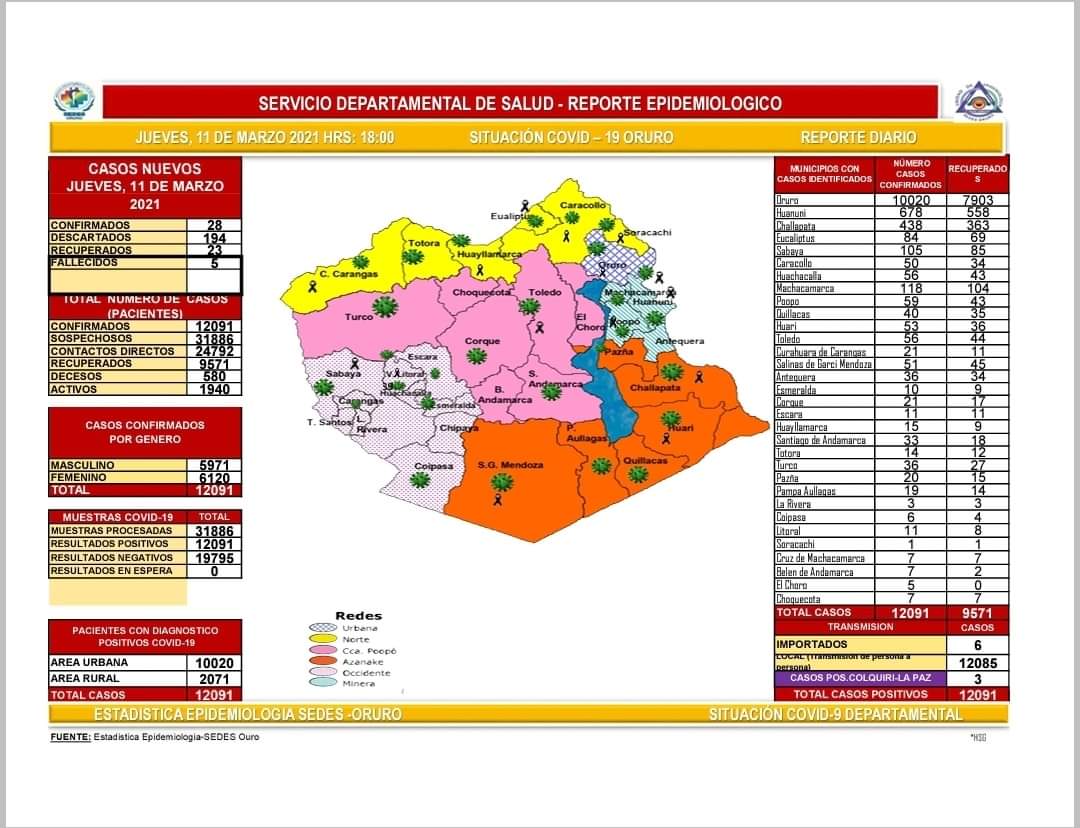 SERVICIO DEPARTAMENTAL DE SALUD - REPORTE EPIDEMIOLOGICO
JUEVES, 11 DE MARZO 2021 HRS: 18:00 SITUACIÓN COVID – 19 ORURO REPORTE DIARIO
CASOS NUEVOS
JUEVES, 11 DE MARZO
2021
CONFIRMADOS 28
DESCARTADOS 194
RECUPERADOS 23
FALLECIDOS 5
TOTAL NÚMERO DE CASOS
(PACIENTES)
CONFIRMADOS 12091
SOSPECHOSOS 31886
CONTACTOS DIRECTOS 24792
RECUPERADOS 9571
DECESOS 580
ACTIVOS 1940
CASOS CONFIRMADOS
POR GENERO
MASCULINO 5971
FEMENINO 6120
TOTAL 12091
MUESTRAS COVID-19 TOTAL
MUESTRAS PROCESADAS 31886
RESULTADOS POSITIVOS 12091
RESULTADOS NEGATIVOS 19795
RESULTADOS EN ESPERA 0
PACIENTES CON DIAGNOSTICO
POSITIVOS COVID-19
AREA URBANA 10020
AREA RURAL 2071
TOTAL CASOS 12091
Caracollo
Soracachi
Totora
Huayllamarca
C. Carangas
Oruro
Choquecota
Toledo
Huanuni
Turco
El
Choro
Poopó
Corque
Antequera
Pazña
Escara
Sabaya
V.
Litoral
S.
Andamarca
Challapata
Carangas
B.
Andamarca
Esmeralda
T. Santos
Rivera
Chipaya
P.
Aullagas
Huari
Coipasa
S.G. Mendoza
Quillacas
Redes
Urbana
Norte
Cca. Poopó
Azanake
Occidente
Minera
MUNICIPIOS CON
CASOS IDENTIFICADOS
NÚMERO
CASOS
CONFIRMADOS
RECUPERADO
S
Oruro 10020 7903
Huanuni 678 558
Challapata 438 363
Eucaliptus 84 69
Sabaya 105 85
Caracollo 50 34
Huachacalla 56 43
Machacamarca 118 104
Poopo 59 43
Quillacas 40 35
Huari 53 36
Toledo 56 44
Curahuara de Carangas 21 11
Salinas de Garci Mendoza 51 45
Antequera 36 34
Esmeralda 10 9
Corque 21 17
Escara 11 11
Huayllamarca 15 9
Santiago de Andamarca 33 18
Totora 14 12
Turco 36 27
Pazña 20 15
Pampa Aullagas 19 14
La Rivera 3 3
Coipasa 6 4
Litoral 11 8
Soracachi 1 1
Cruz de Machacamarca 7 7
Belen de Andamarca 7 2
El Choro 5 0
Choquecota 7 7
TOTAL CASOS 12091 9571
TRANSMISION CASOS
IMPORTADOS 6
LOCAL (Transmision de persona a
persona) 12085
CASOS POS.COLQUIRI-LA PAZ 3
TOTAL CASOS POSITIVOS 12091
ESTADISTICA EPIDEMIOLOGIA SEDES -ORURO SITUACIÓN COVID-9 DEPARTAMENTAL
FUENTE: Estadistica Epidemiologia-SEDES Ouro *HSG